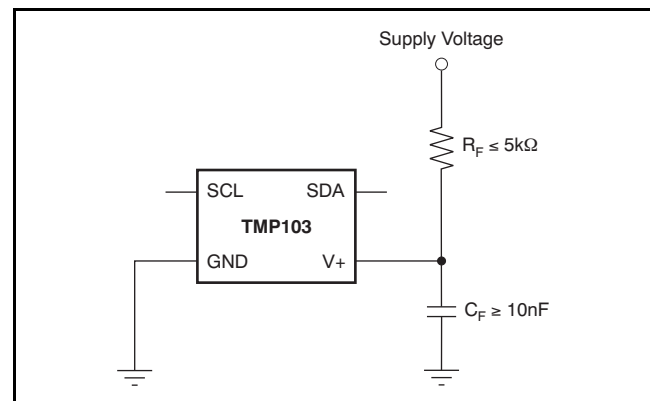 Supply Voltage
R_F ≤ 5kΩ
SCL SDA
TMP103
GND V+
C_F ≥ 10nF